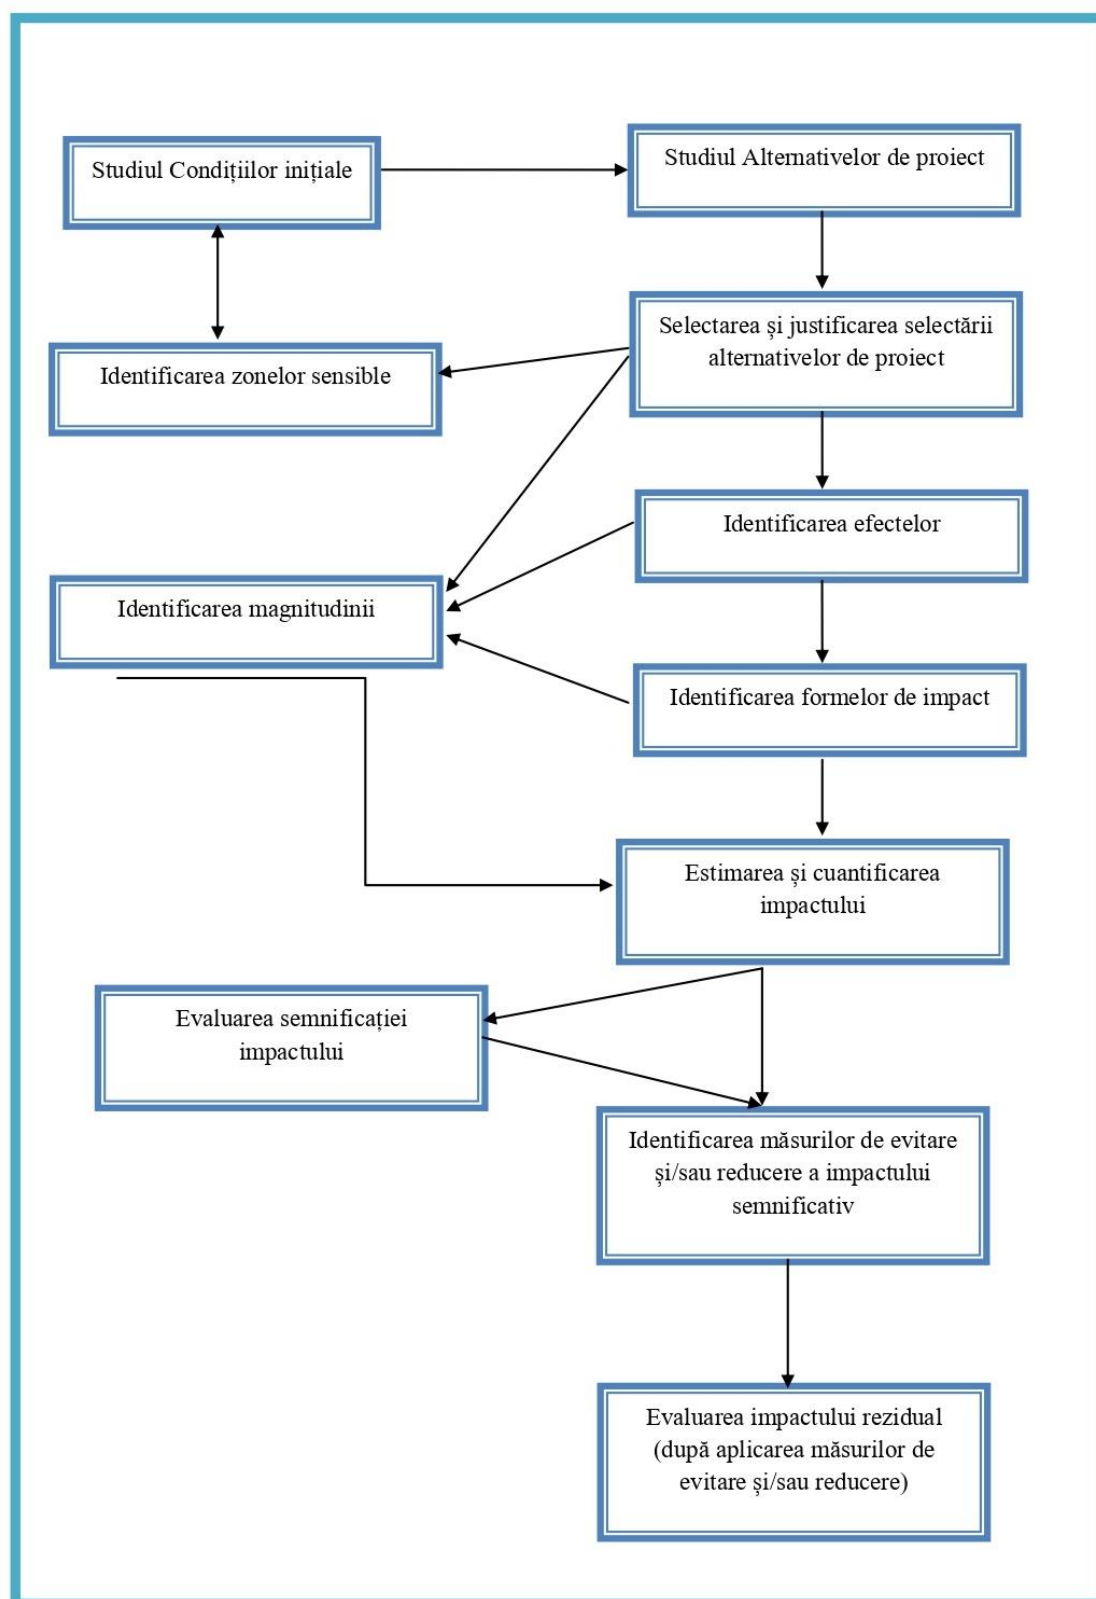 Studiul Condițiilor inițiale
Studiul Alternativelor de proiect
Selectarea și justificarea selectării
alternativelor de proiect
Identificarea zonelor sensible
Identificarea efectelor
Identificarea magnitudinii
Identificarea formelor de impact
Estimarea și cuantificarea
impactului
Evaluarea semnificației
impactului
Identificarea măsurilor de evitare
și/sau reducere a impactului
semnificativ
Evaluarea impactului rezidual
(după aplicarea măsurilor de
evitare și/sau reducere)